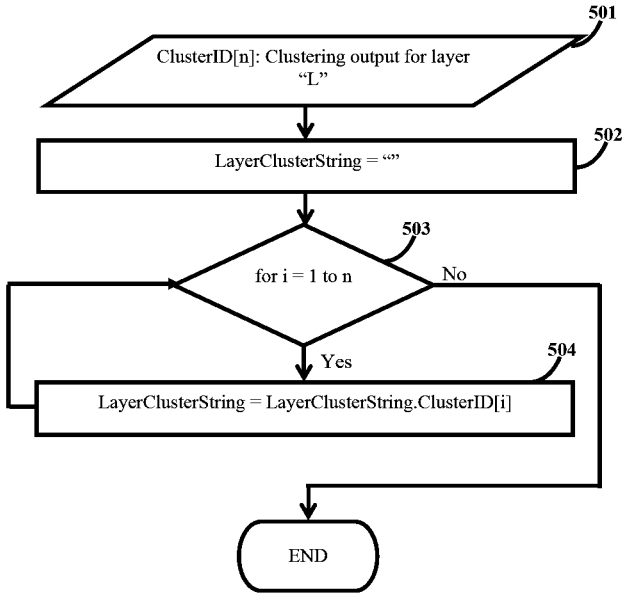 501
ClusterID[n]: Clustering output for layer
“L”
502
LayerClusterString = “”
503
for i = 1 to n
No
Yes
504
LayerClusterString = LayerClusterString.ClusterID[i]
END